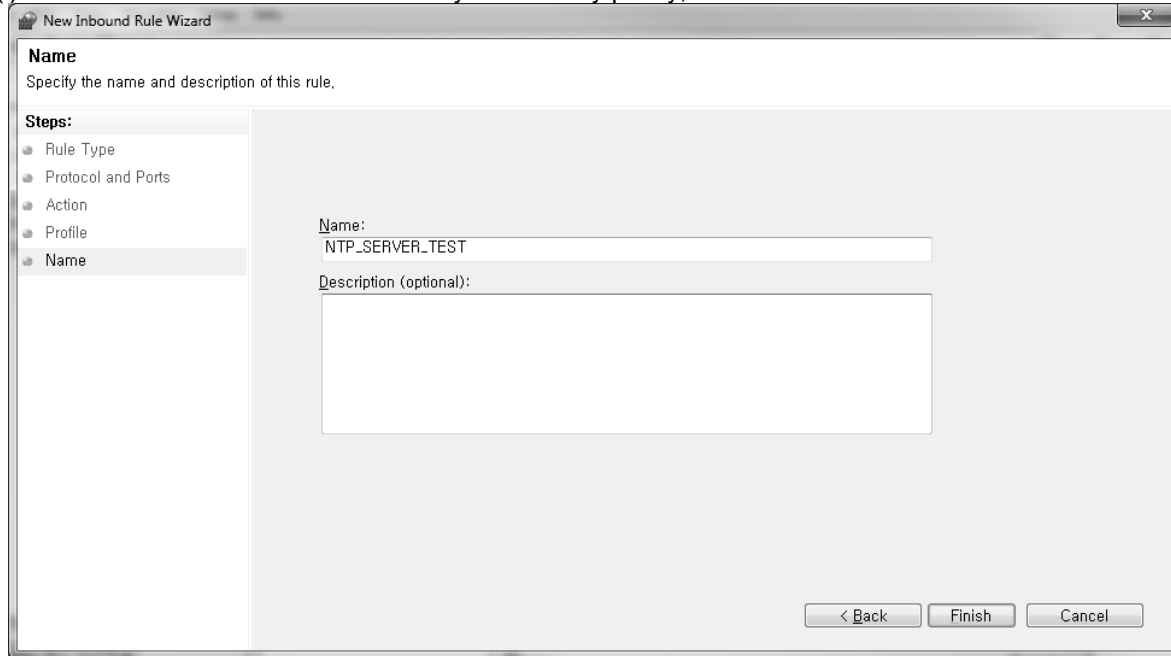 New Inbound Rule Wizard
Name
Specify the name and description of this rule,
Steps:
Rule Type
Protocol and Ports
Action
Profile
Name
Name:
NTP_SERVER_TEST
Description (optional):
< Back Finish Cancel